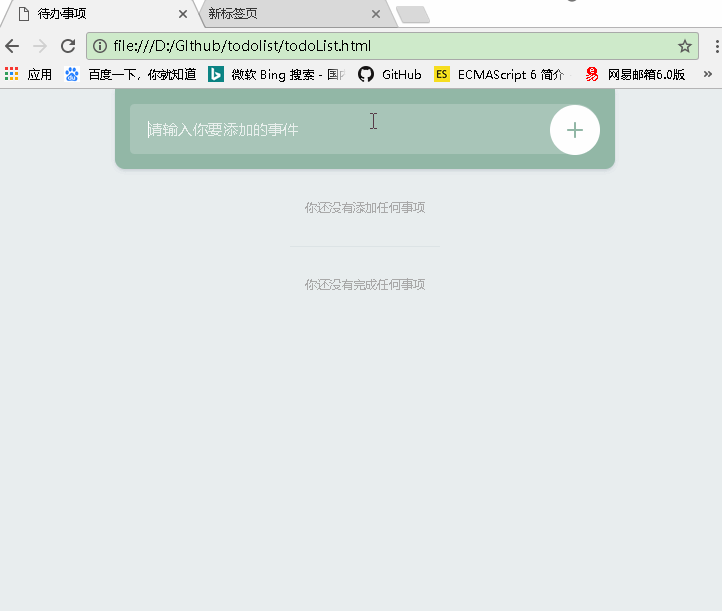 待办事项
新标签页
file:///D:/GIthub/todolist/todoList.html
应用
百度一下，你就知道
微软 Bing 搜索 - 国内
GitHub
ES
ECMAScript 6 简介
网易邮箱6.0版
»
请输入你要添加的事件
你还没有添加任何事项
你还没有完成任何事项